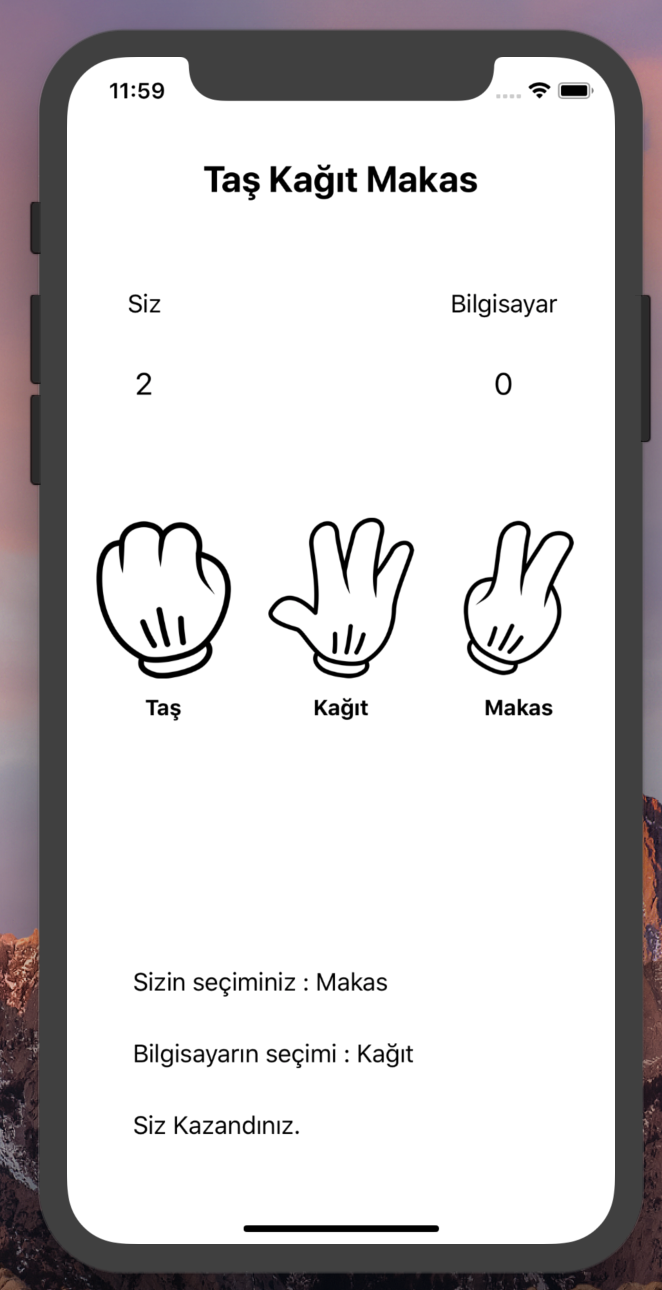 11:59
Taş Kağıt Makas
Siz Bilgisayar
2 0
Taş Kağıt Makas
Sizin seçiminiz : Makas
Bilgisayarın seçimi : Kağıt
Siz Kazandınız.